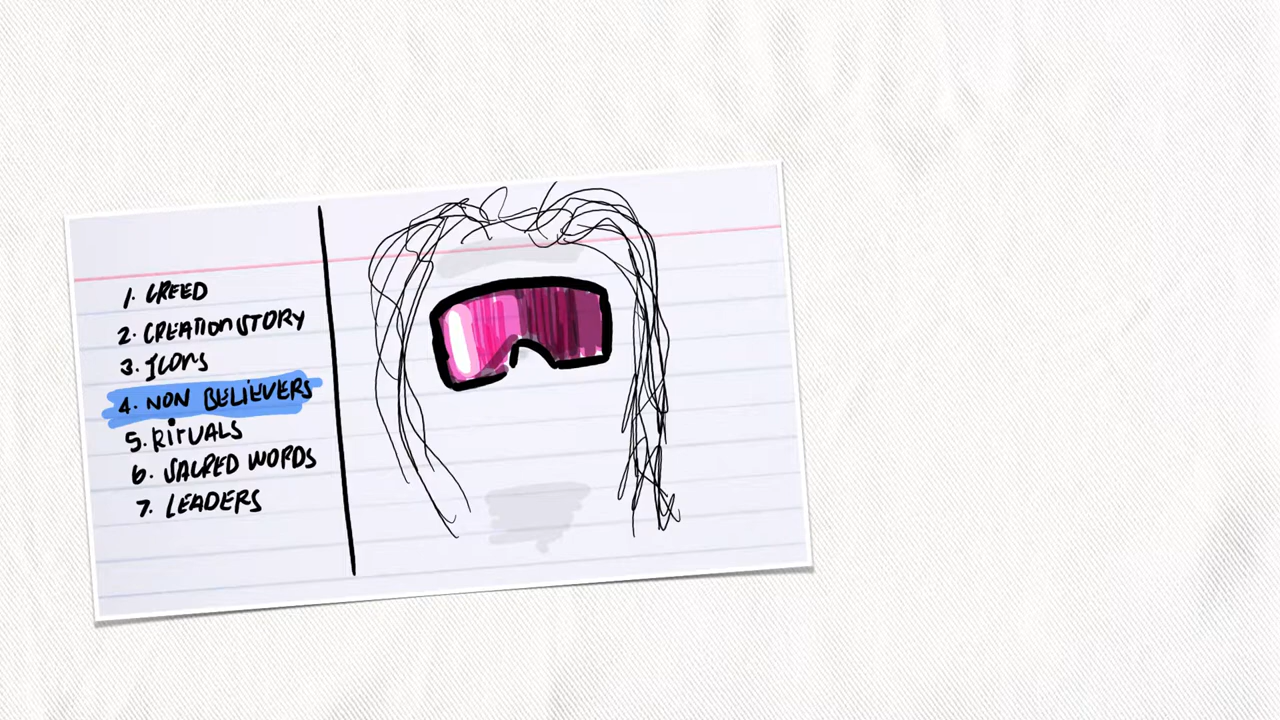 1. CREED
2. CREATION STORY
3. ICONS
4. NON BELIEVERS
5. RITUALS
6. SACRED WORDS
7. LEADERS